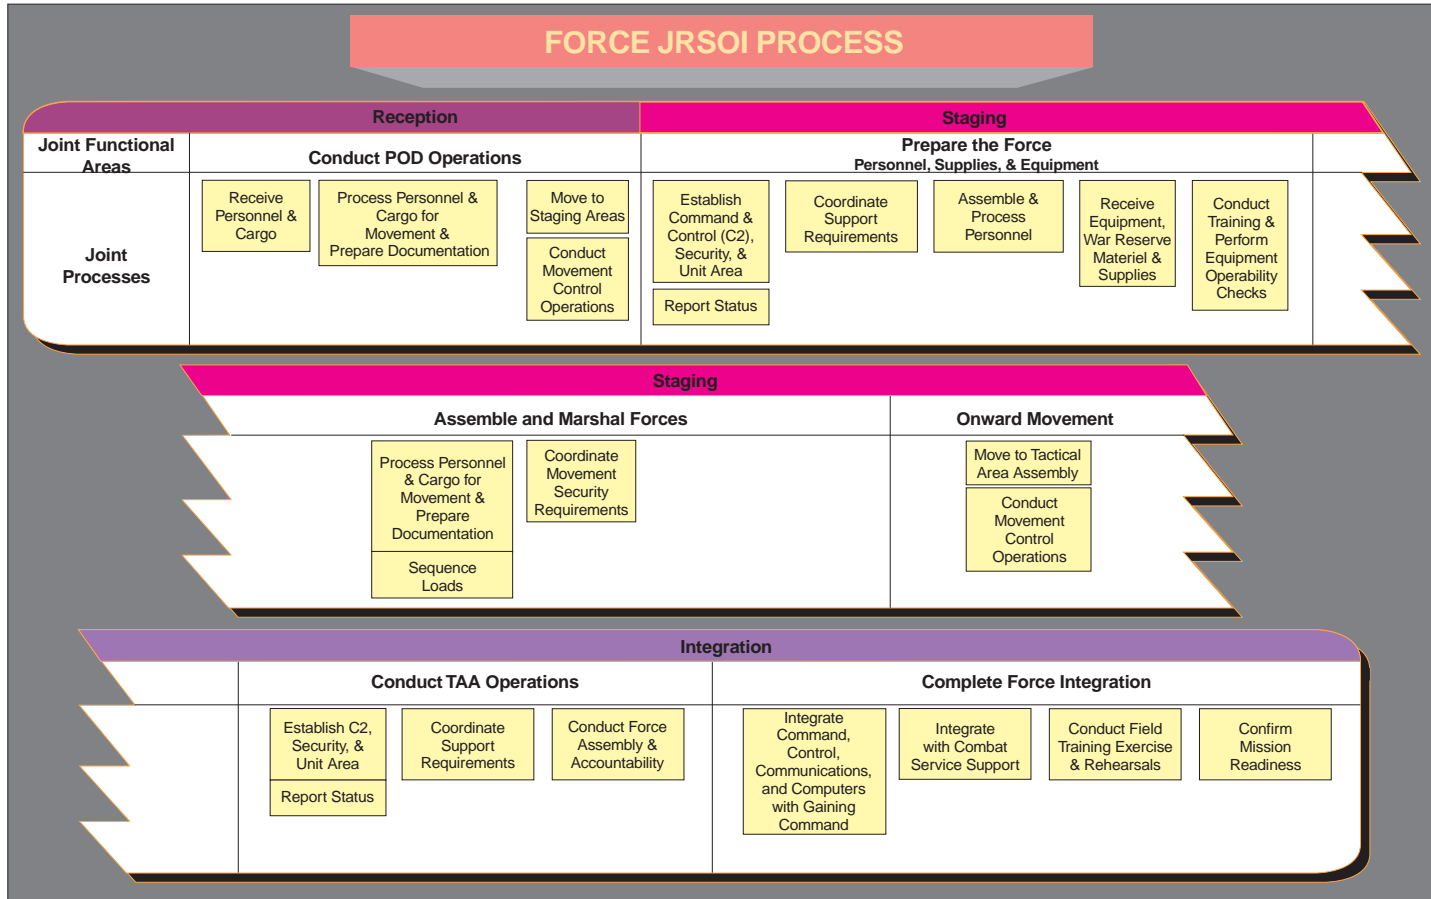 FORCE JRSOI PROCESS
Reception
Staging
Joint Functional
Areas
Conduct POD Operations
Prepare the Force
Personnel, Supplies, & Equipment
Joint
Processes
Receive
Personnel &
Cargo
Process Personnel &
Cargo for
Movement &
Prepare Documentation
Move to
Staging Areas
Conduct
Movement
Control
Operations
Establish
Command &
Control (C2),
Security, &
Unit Area
Report Status
Coordinate
Support
Requirements
Assemble &
Process
Personnel
Receive
Equipment,
War Reserve
Materiel &
Supplies
Conduct
Training &
Perform
Equipment
Operability
Checks
Staging
Assemble and Marshal Forces
Onward Movement
Process Personnel
& Cargo for
Movement &
Prepare
Documentation
Sequence
Loads
Coordinate
Movement
Security
Requirements
Move to Tactical
Area Assembly
Conduct
Movement
Control
Operations
Integration
Conduct TAA Operations
Complete Force Integration
Establish C2,
Security, &
Unit Area
Report Status
Coordinate
Support
Requirements
Conduct Force
Assembly &
Accountability
Integrate
Command,
Control,
Communications,
and Computers
with Gaining
Command
Integrate
with Combat
Service Support
Conduct Field
Training Exercise
& Rehearsals
Confirm
Mission
Readiness